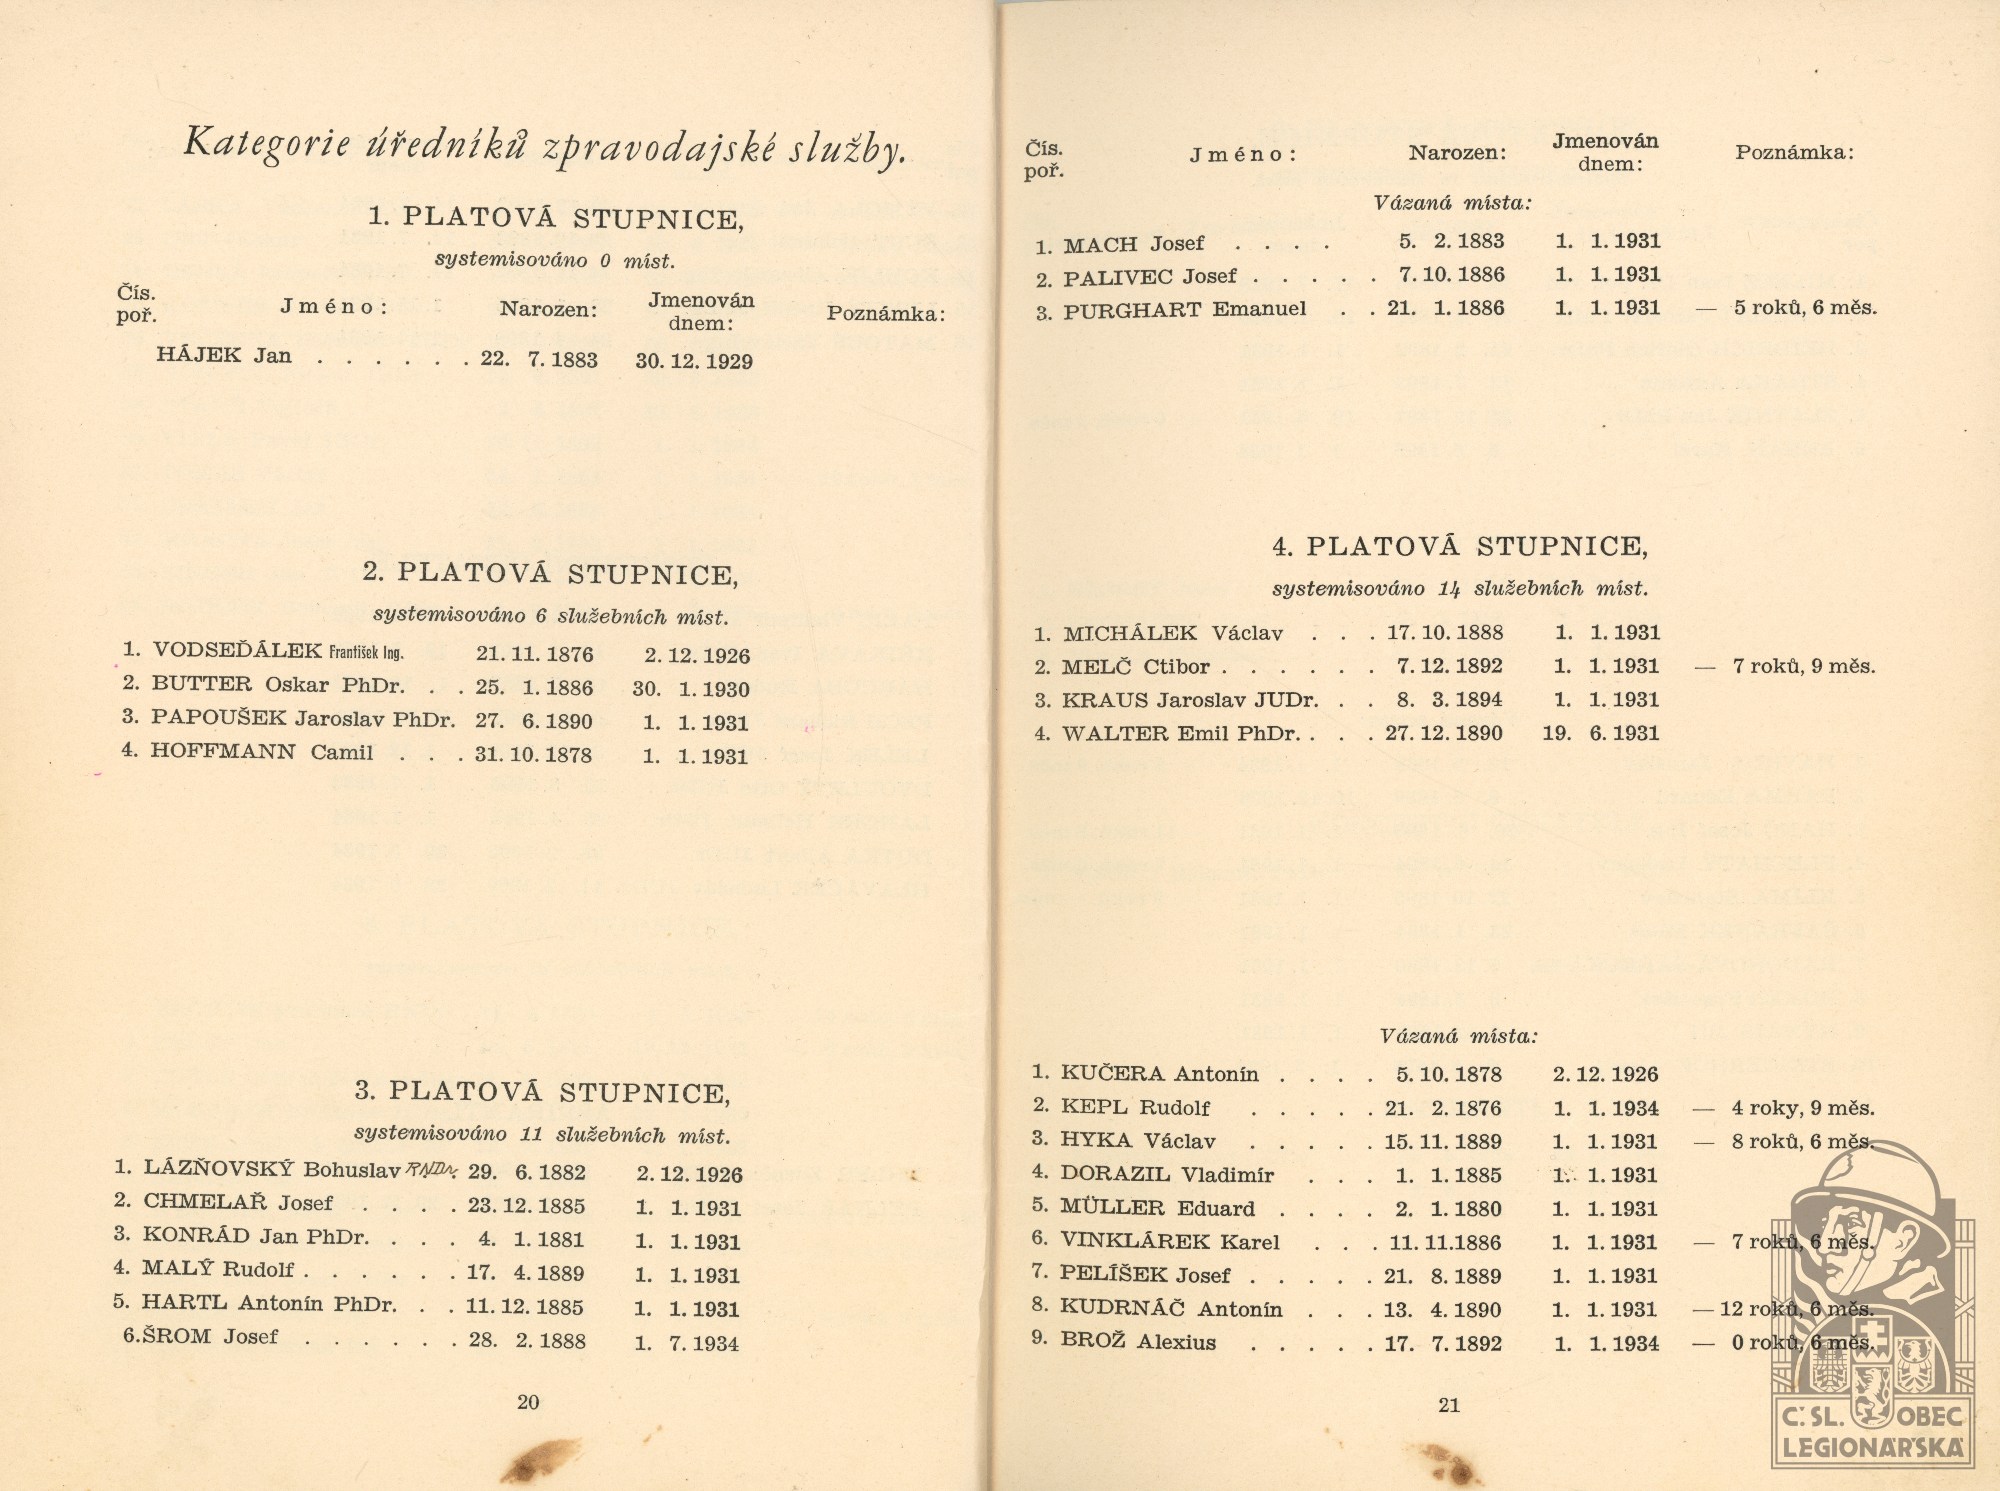 Kategorie úředníků zpravodajské služby.
1. PLATOVÁ STUPNICE,
systemisováno 0 míst.
Čís. poř. Jméno: Narozen: Jmenován dnem: Poznámka:
HÁJEK Jan . . . . . . 22. 7. 1883 30. 12. 1929
2. PLATOVÁ STUPNICE,
systemisováno 6 služebních míst.
1. VODSEĎÁLEK František Ing. 21. 11. 1876 2. 12. 1926
2. BUTTER Oskar PhDr. . . 25. 1. 1886 30. 1. 1930
3. PAPOUŠEK Jaroslav PhDr. 27. 6. 1890 1. 1. 1931
4. HOFFMANN Camil . . . 31. 10. 1878 1. 1. 1931
3. PLATOVÁ STUPNICE,
systemisováno 11 služebních míst.
1. LÁZŇOVSKÝ Bohuslav RNDr. 29. 6. 1882 2. 12. 1926
2. CHMELAŘ Josef . . . . 23. 12. 1885 1. 1. 1931
3. KONRÁD Jan PhDr. . . . 4. 1. 1881 1. 1. 1931
4. MALÝ Rudolf . . . . . . 17. 4. 1889 1. 1. 1931
5. HARTL Antonín PhDr. . . 11. 12. 1885 1. 1. 1931
6. ŠROM Josef . . . . . . 28. 2. 1888 1. 7. 1934
20
Čís. poř. Jméno: Narozen: Jmenován dnem: Poznámka:
Vázaná místa:
1. MACH Josef . . . . 5. 2. 1883 1. 1. 1931
2. PALIVEC Josef . . . . . 7. 10. 1886 1. 1. 1931
3. PURGHART Emanuel . . 21. 1. 1886 1. 1. 1931 — 5 roků, 6 měs.
4. PLATOVÁ STUPNICE,
systemisováno 14 služebních míst.
1. MICHÁLEK Václav . . . 17. 10. 1888 1. 1. 1931
2. MELČ Ctibor . . . . . . 7. 12. 1892 1. 1. 1931 — 7 roků, 9 měs.
3. KRAUS Jaroslav JUDr. . . 8. 3. 1894 1. 1. 1931
4. WALTER Emil PhDr. . . . 27. 12. 1890 19. 6. 1931
Vázaná místa:
1. KUČERA Antonín . . . . 5. 10. 1878 2. 12. 1926
2. KEPL Rudolf . . . . . 21. 2. 1876 1. 1. 1934 — 4 roky, 9 měs.
3. HYKA Václav . . . . . 15. 11. 1889 1. 1. 1931 — 8 roků, 6 měs.
4. DORAZIL Vladimír . . . 1. 1. 1885 1. 1. 1931
5. MÜLLER Eduard . . . . 2. 1. 1880 1. 1. 1931
6. VINKLÁREK Karel . . . 11. 11. 1886 1. 1. 1931 — 7 roků, 6 měs.
7. PELÍŠEK Josef . . . . . 21. 8. 1889 1. 1. 1931
8. KUDRNÁČ Antonín . . . 13. 4. 1890 1. 1. 1931 — 12 roků, 6 měs.
9. BROŽ Alexius . . . . . 17. 7. 1892 1. 1. 1934 — 0 roků, 6 měs.
21
Č. SL. OBEC
LEGIONÁŘSKÁ